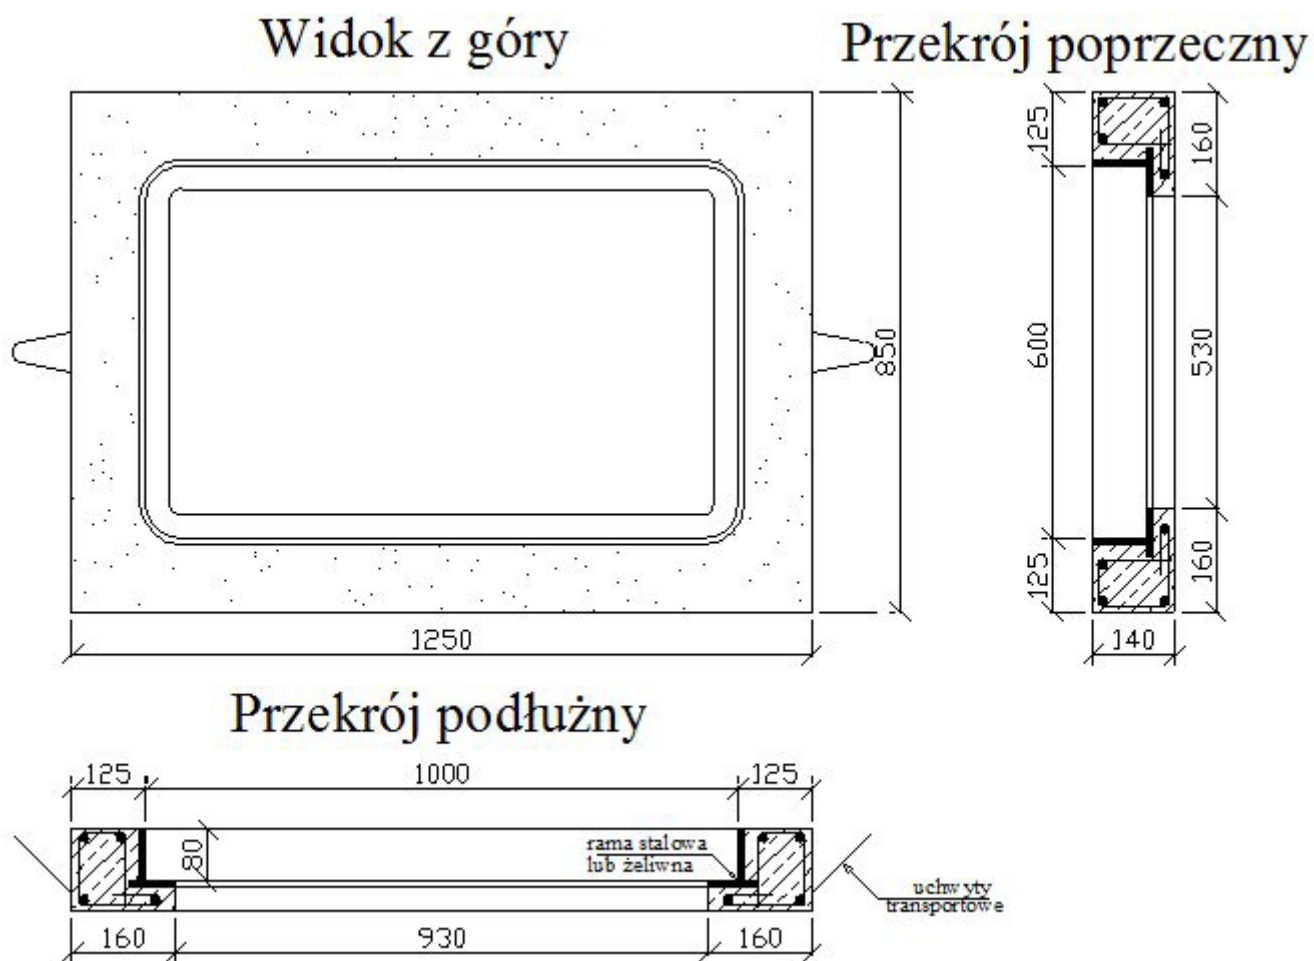 Widok z góry
Przekrój poprzeczny
850
1250
125
600
125
160
530
160
140
Przekrój podłużny
125
1000
125
80
rama stalowa
lub żeliwna
uchwyty
transportowe
160
930
160